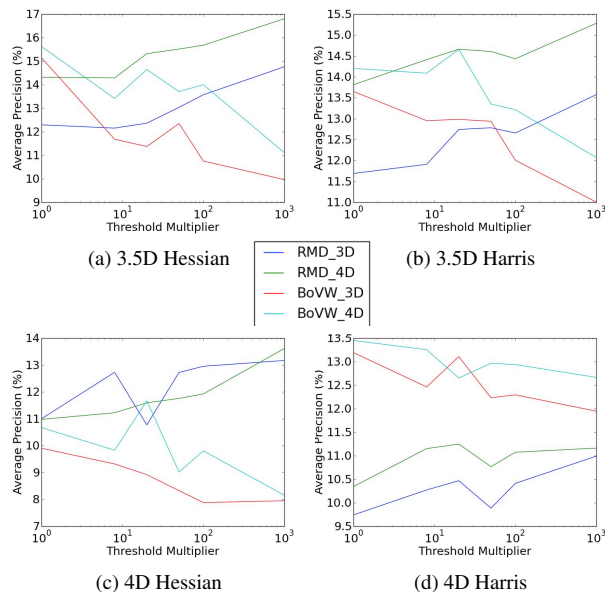 17
16
15
14
13
12
11
10
9
Average Precision (%)
10^0 10^1 10^2 10^3
Threshold Multiplier
(a) 3.5D Hessian
15.5
15.0
14.5
14.0
13.5
13.0
12.5
12.0
11.5
11.0
Average Precision (%)
10^0 10^1 10^2 10^3
Threshold Multiplier
(b) 3.5D Harris
RMD_3D
RMD_4D
BoVW_3D
BoVW_4D
14
13
12
11
10
9
8
7
Average Precision (%)
10^0 10^1 10^2 10^3
Threshold Multiplier
(c) 4D Hessian
13.5
13.0
12.5
12.0
11.5
11.0
10.5
10.0
9.5
Average Precision (%)
10^0 10^1 10^2 10^3
Threshold Multiplier
(d) 4D Harris